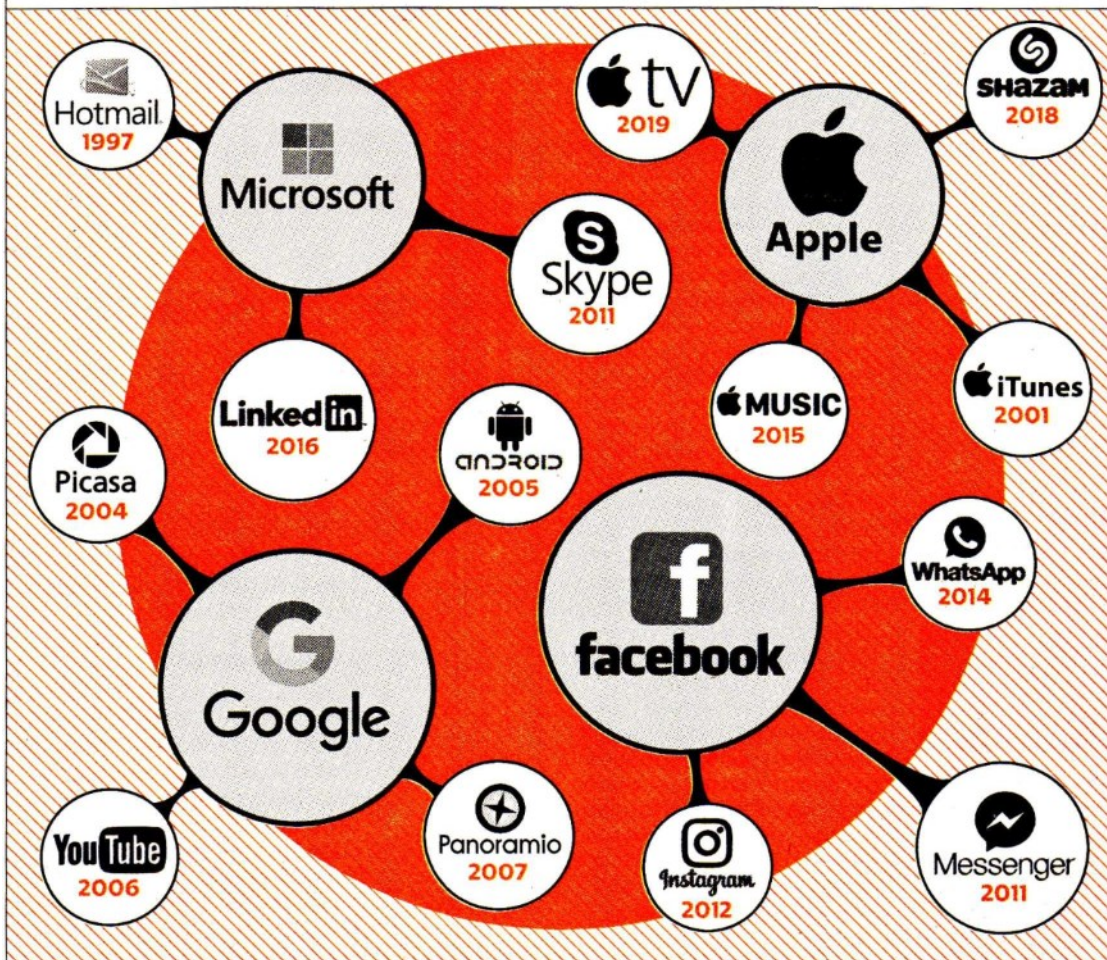 Hotmail
1997
Microsoft
Skype
2011
Linkedin
2016
tv
2019
Apple
SHAZAM
2018
MUSIC
2015
iTunes
2001
Picasa
2004
ANDROID
2005
Google
YouTube
2006
Panoramio
2007
f
facebook
WhatsApp
2014
Instagram
2012
Messenger
2011